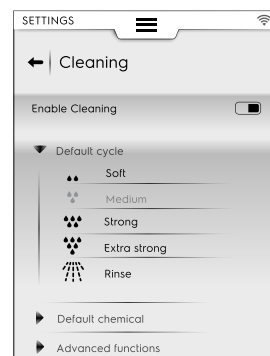 SETTINGS
Cleaning
Enable Cleaning
Default cycle
Soft
Medium
Strong
Extra strong
Rinse
Default chemical
Advanced functions